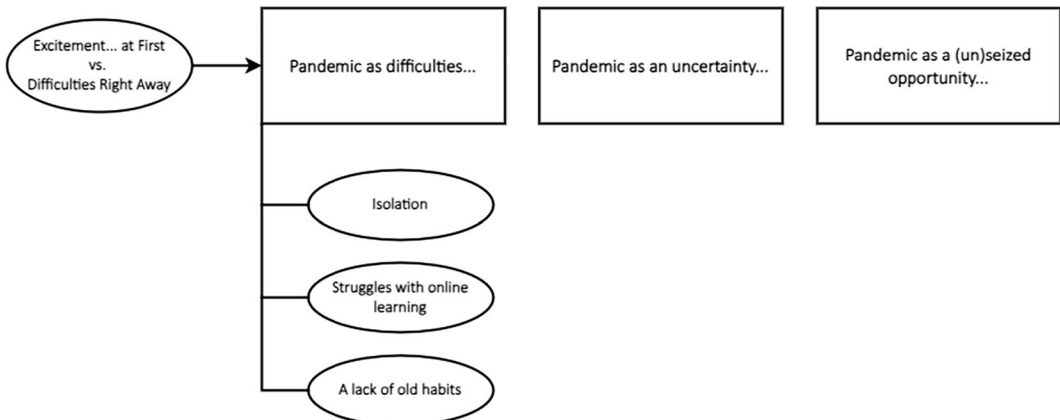 Excitement... at First
vs.
Difficulties Right Away
Pandemic as difficulties...
Pandemic as an uncertainty...
Pandemic as a (un)seized
opportunity...
Isolation
Struggles with online
learning
A lack of old habits